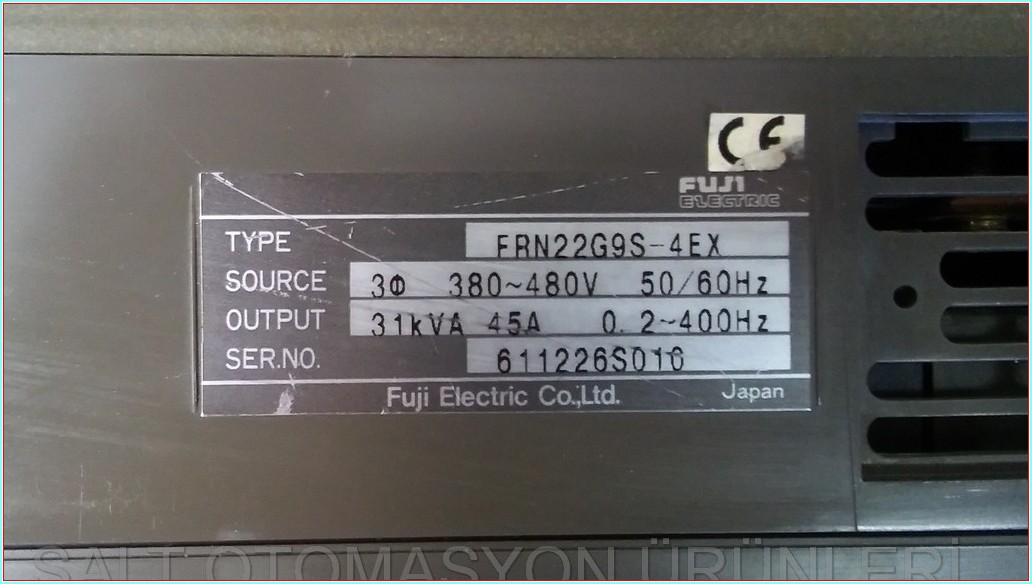 CE
FUJI
ELECTRIC
TYPE FRN22G9S-4EX
SOURCE 3Φ 380~480V 50/60Hz
OUTPUT 31kVA 45A 0.2~400Hz
SER.NO. 611226S016
Fuji Electric Co.,Ltd. Japan
SALT OTOMASYON ÜRÜNLERİ